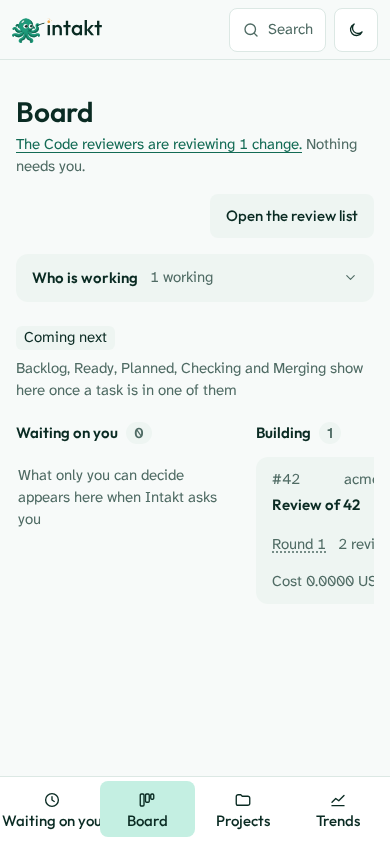 intakt
Search
Board
The Code reviewers are reviewing 1 change. Nothing
needs you.
Open the review list
Who is working 1 working
Coming next
Backlog, Ready, Planned, Checking and Merging show
here once a task is in one of them
Waiting on you 0
Building 1
What only you can decide
appears here when Intakt asks
you
#42 acme
Review of 42
Round 1 2 revi
Cost 0.0000 US
Waiting on you
Board
Projects
Trends